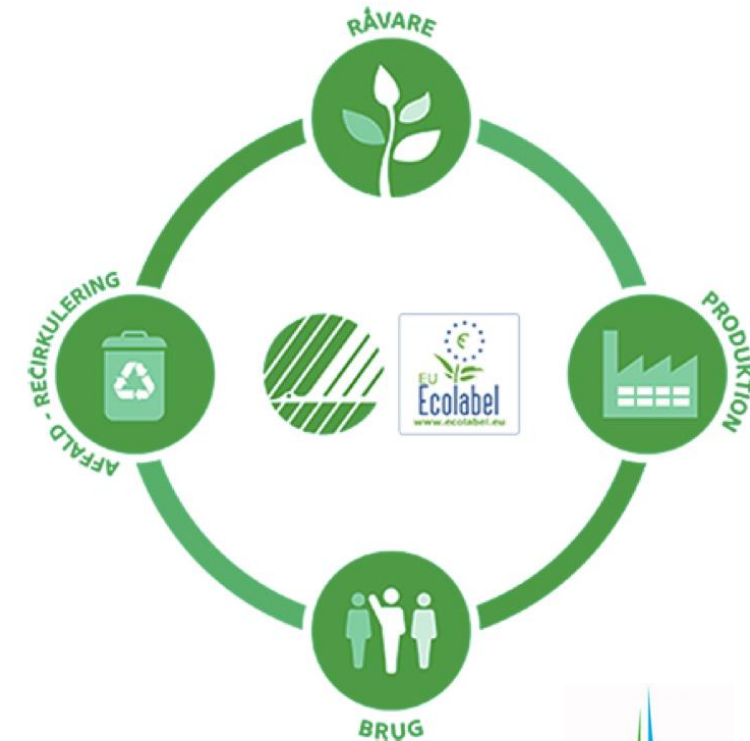 RÅVARE
PRODUKTION
BRUG
AFFALD - RECIRKULERING
EU
Ecolabel
www.ecolabel.eu